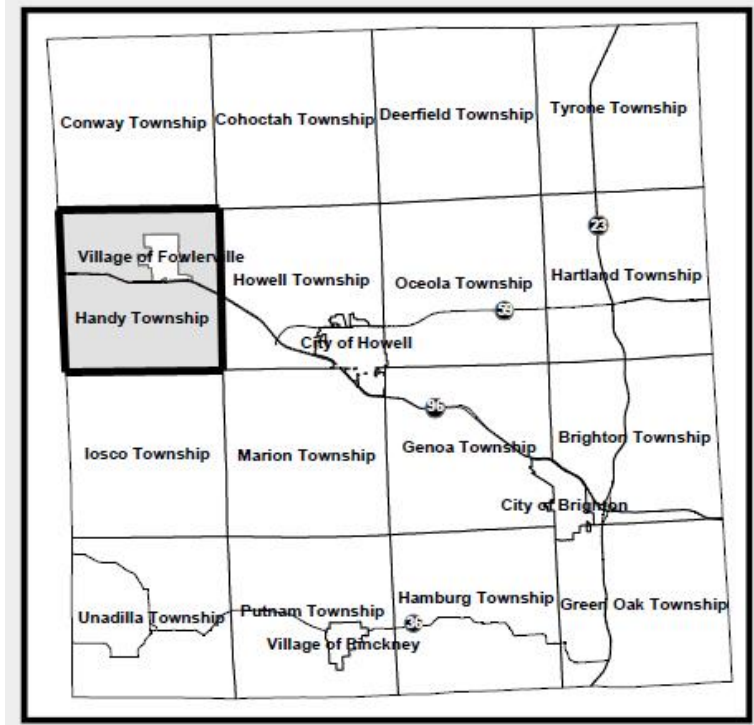 Conway Township
Cohoctah Township
Deerfield Township
Tyrone Township
23
Village of Fowlerville
Howell Township
Oceola Township
Hartland Township
Handy Township
59
City of Howell
96
Iosco Township
Marion Township
Genoa Township
Brighton Township
City of Brighton
Unadilla Township
Putnam Township
36
Hamburg Township
Green Oak Township
Village of Pinckney